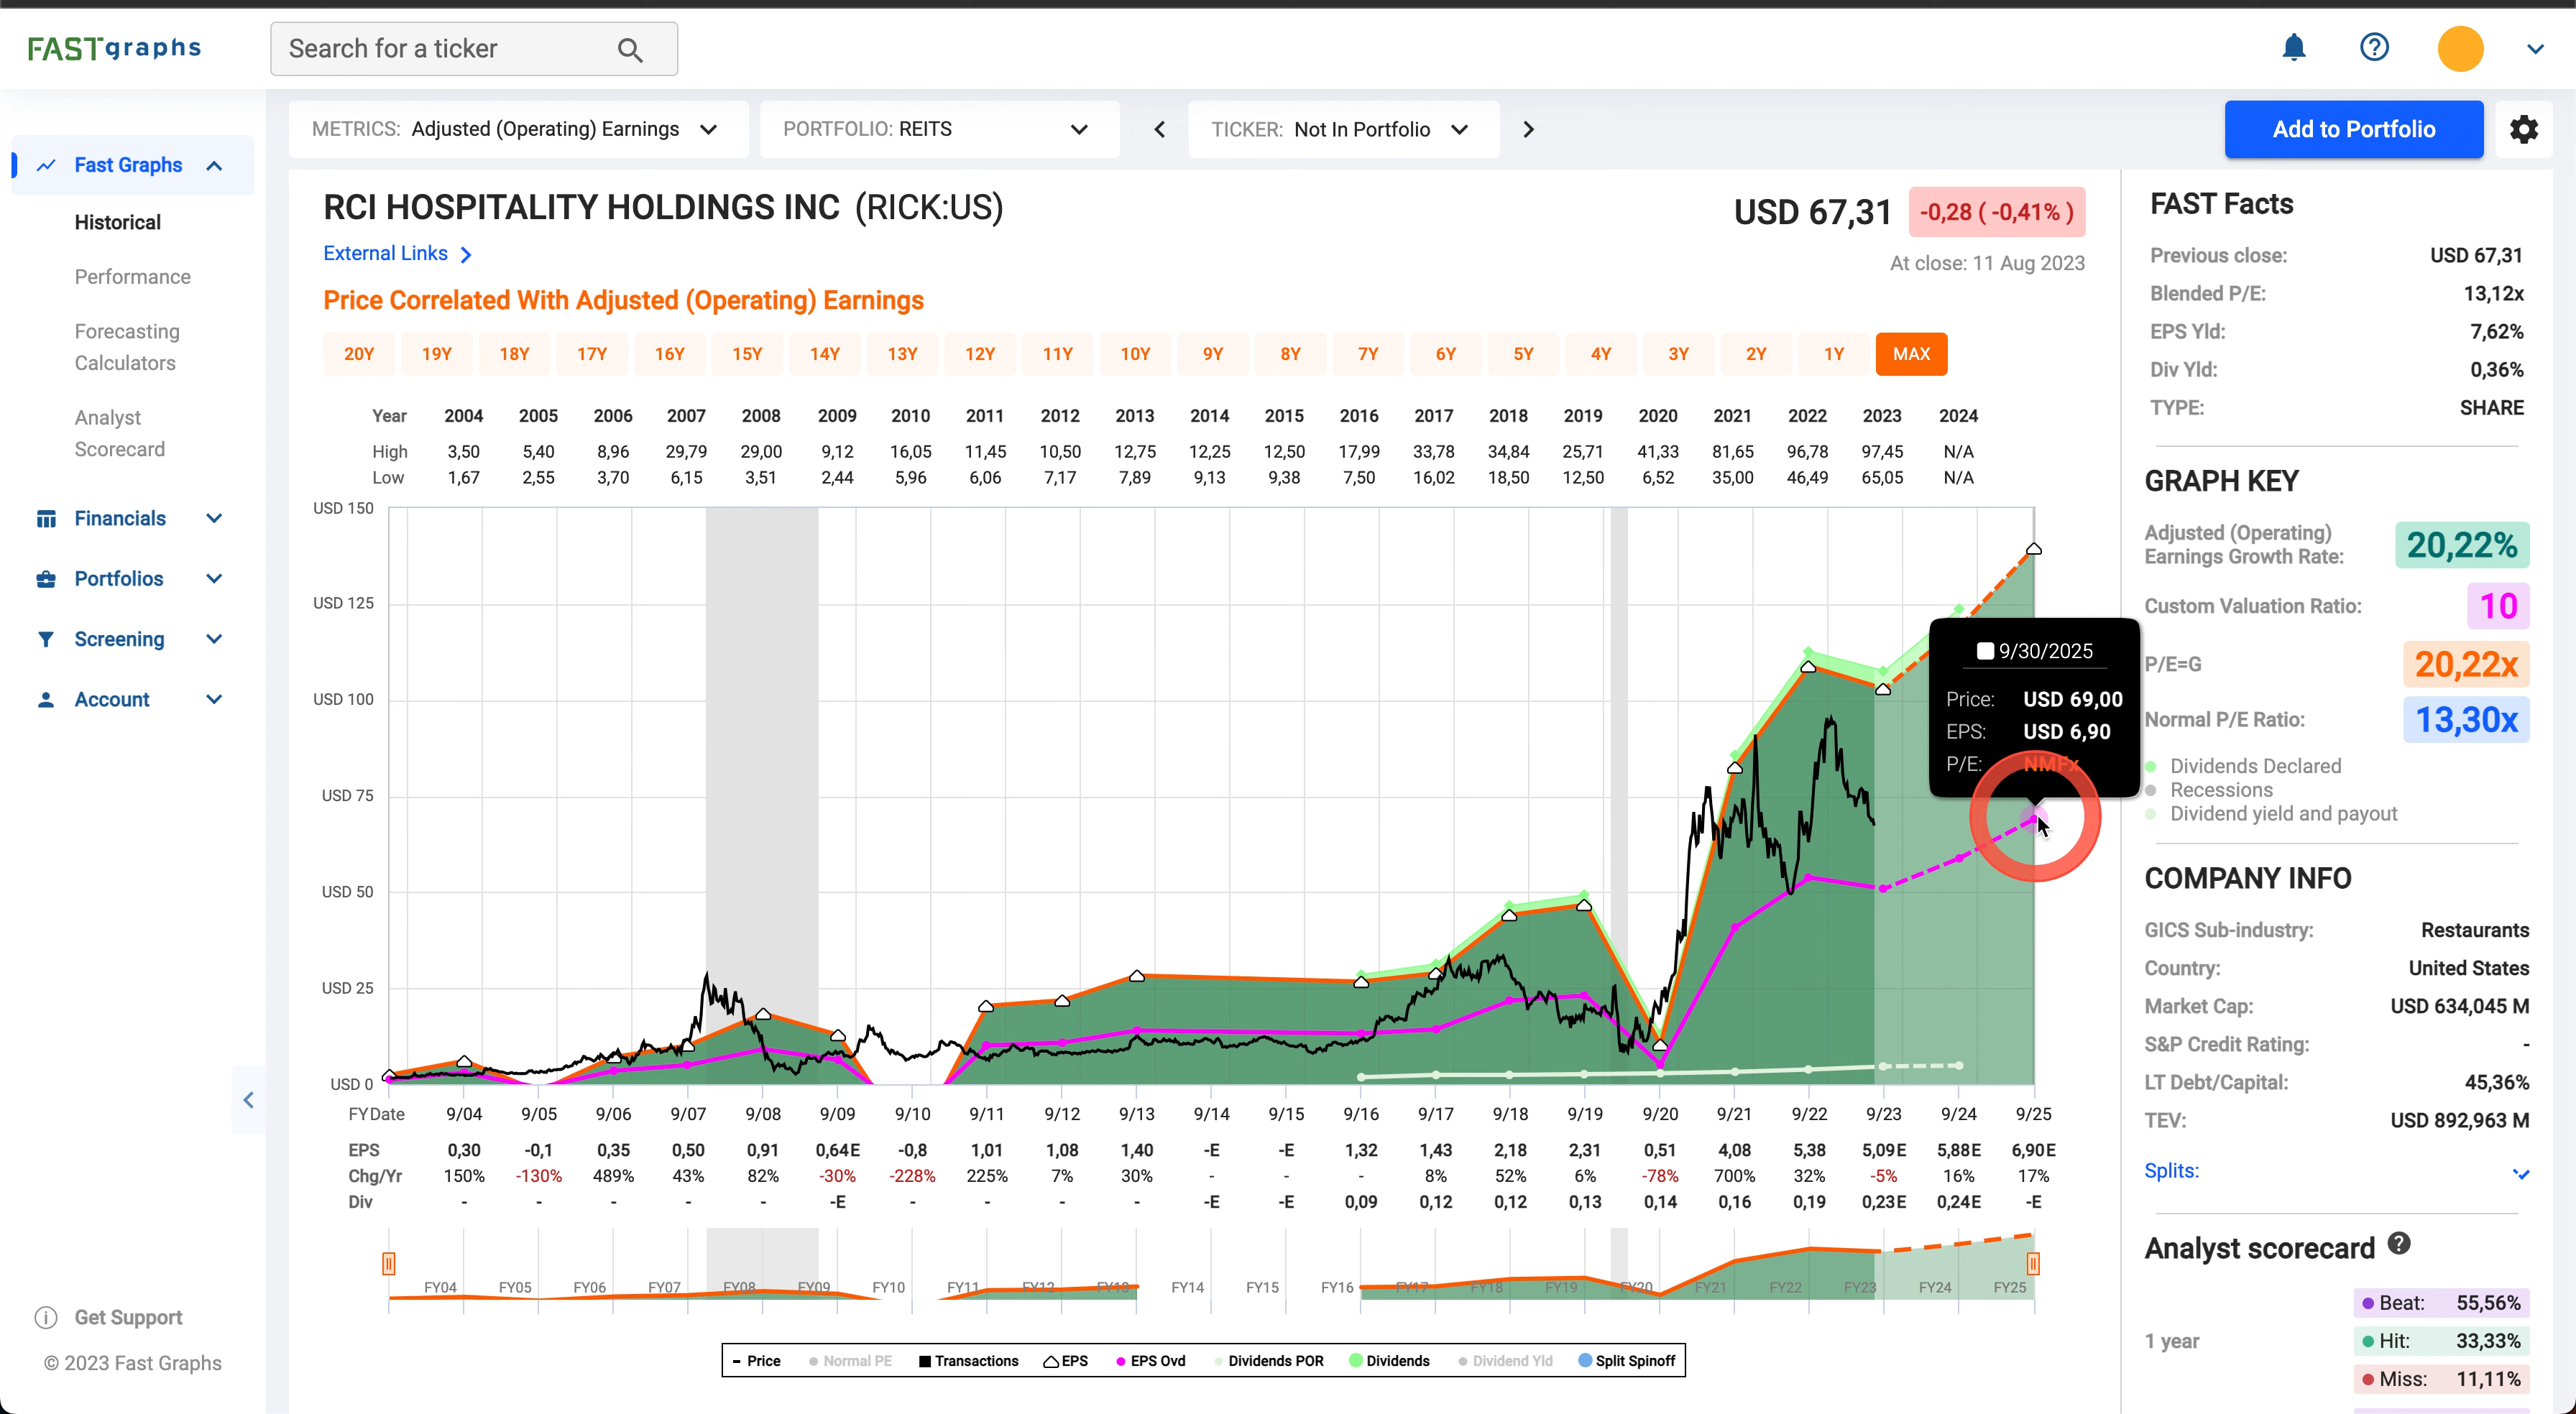 FASTgraphs
Search for a ticker
METRICS: Adjusted (Operating) Earnings
PORTFOLIO: REITS
TICKER: Not In Portfolio
Add to Portfolio
Fast Graphs
Historical
Performance
Forecasting
Calculators
Analyst
Scorecard
Financials
Portfolios
Screening
Account
Get Support
© 2023 Fast Graphs
RCI HOSPITALITY HOLDINGS INC (RICK:US)
External Links
USD 67,31 -0,28 ( -0,41% )
At close: 11 Aug 2023
Price Correlated With Adjusted (Operating) Earnings
20Y 19Y 18Y 17Y 16Y 15Y 14Y 13Y 12Y 11Y 10Y 9Y 8Y 7Y 6Y 5Y 4Y 3Y 2Y 1Y MAX
Year 2004 2005 2006 2007 2008 2009 2010 2011 2012 2013 2014 2015 2016 2017 2018 2019 2020 2021 2022 2023 2024
High 3,50 5,40 8,96 29,79 29,00 9,12 16,05 11,45 10,50 12,75 12,25 12,50 17,99 33,78 34,84 25,71 41,33 81,65 96,78 97,45 N/A
Low 1,67 2,55 3,70 6,15 3,51 2,44 5,96 6,06 7,17 7,89 9,13 9,38 7,50 16,02 18,50 12,50 6,52 35,00 46,49 65,05 N/A
USD 150
USD 125
USD 100
USD 75
USD 50
USD 25
USD 0
9/30/2025
Price: USD 69,00
EPS: USD 6,90
P/E: NMFx
FYDate 9/04 9/05 9/06 9/07 9/08 9/09 9/10 9/11 9/12 9/13 9/14 9/15 9/16 9/17 9/18 9/19 9/20 9/21 9/22 9/23 9/24 9/25
EPS 0,30 -0,1 0,35 0,50 0,91 0,64E -0,8 1,01 1,08 1,40 -E -E 1,32 1,43 2,18 2,31 0,51 4,08 5,38 5,09E 5,88E 6,90E
Chg/Yr 150% -130% 489% 43% 82% -30% -228% 225% 7% 30% - - - 8% 52% 6% -78% 700% 32% -5% 16% 17%
Div - - - - - -E - - - - -E -E 0,09 0,12 0,12 0,13 0,14 0,16 0,19 0,23E 0,24E -E
FY04 FY05 FY06 FY07 FY08 FY09 FY10 FY11 FY12 FY13 FY14 FY15 FY16 FY17 FY18 FY19 FY20 FY21 FY22 FY23 FY24 FY25
Price Normal PE Transactions EPS EPS Ovd Dividends POR Dividends Dividend Yld Split Spinoff
FAST Facts
Previous close: USD 67,31
Blended P/E: 13,12x
EPS Yld: 7,62%
Div Yld: 0,36%
TYPE: SHARE
GRAPH KEY
Adjusted (Operating)
Earnings Growth Rate: 20,22%
Custom Valuation Ratio: 10
P/E=G 20,22x
Normal P/E Ratio: 13,30x
Dividends Declared
Recessions
Dividend yield and payout
COMPANY INFO
GICS Sub-industry: Restaurants
Country: United States
Market Cap: USD 634,045 M
S&P Credit Rating: -
LT Debt/Capital: 45,36%
TEV: USD 892,963 M
Splits:
Analyst scorecard ?
1 year
Beat: 55,56%
Hit: 33,33%
Miss: 11,11%